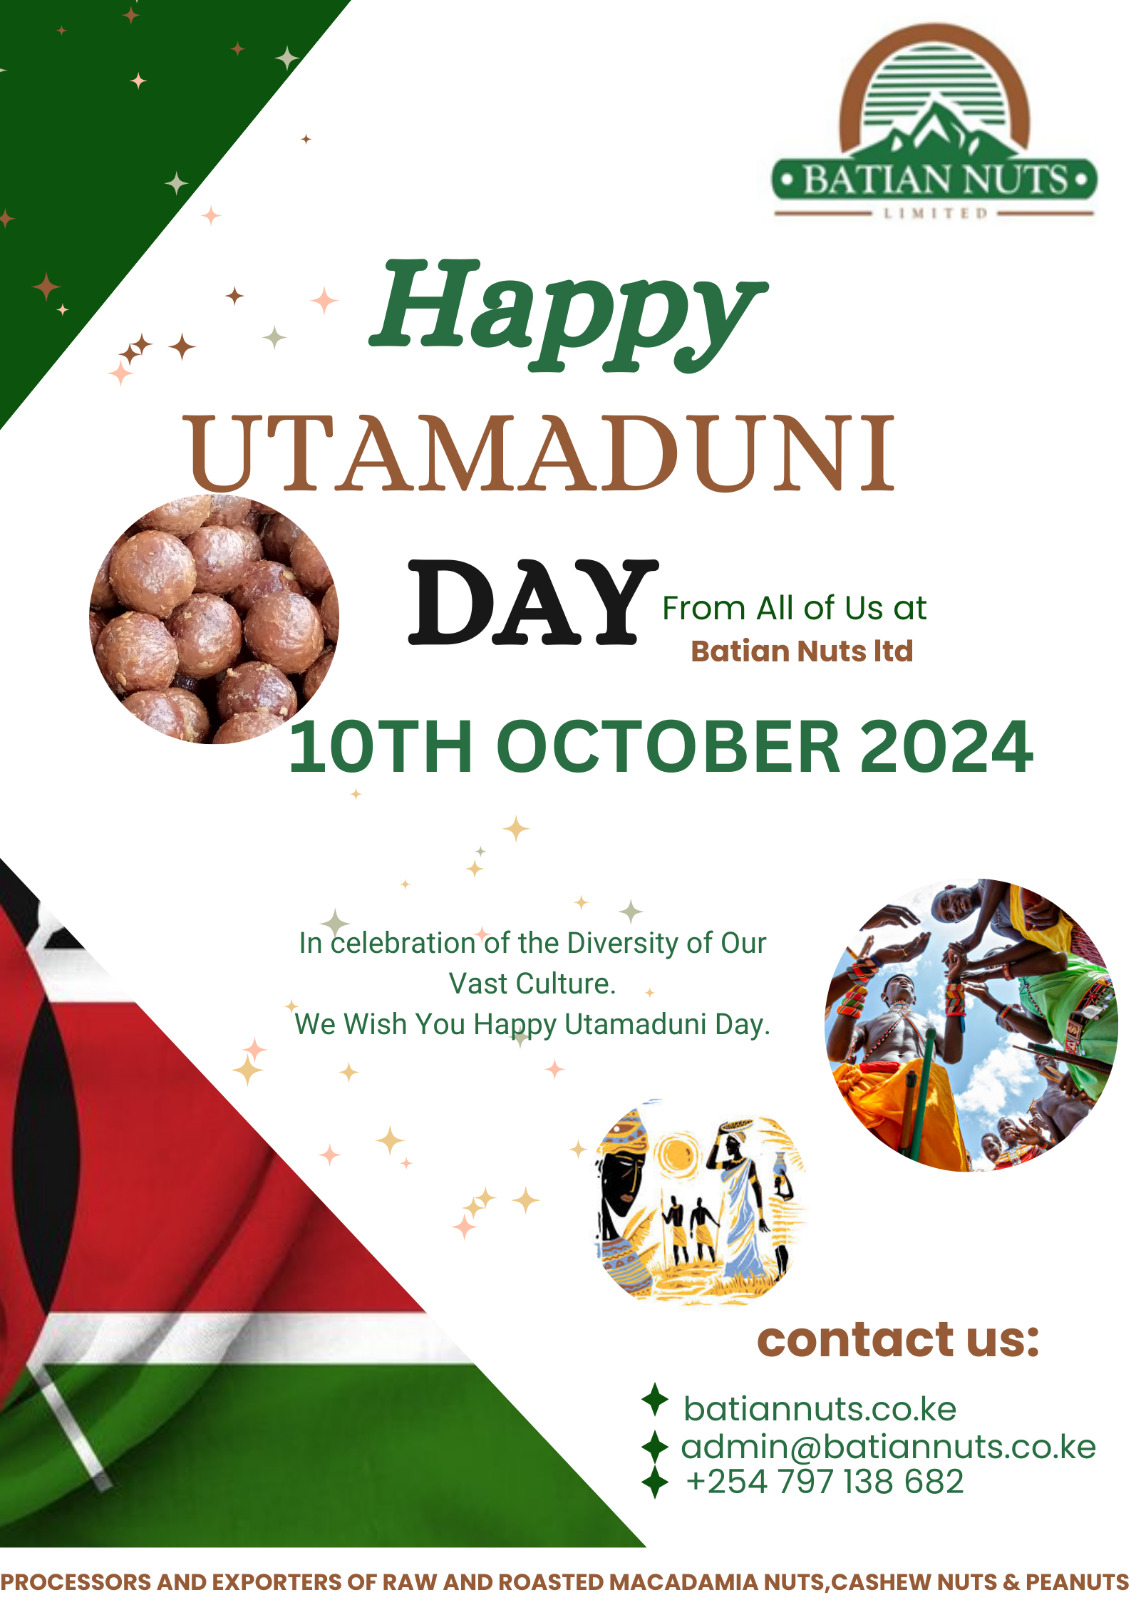 BATIAN NUTS
LIMITED
Happy
UTAMADUNI
DAY
From All of Us at
Batian Nuts ltd
10TH OCTOBER 2024
In celebration of the Diversity of Our
Vast Culture.
We Wish You Happy Utamaduni Day.
contact us:
batiannuts.co.ke
admin@batiannuts.co.ke
+254 797 138 682
PROCESSORS AND EXPORTERS OF RAW AND ROASTED MACADAMIA NUTS,CASHEW NUTS & PEANUTS